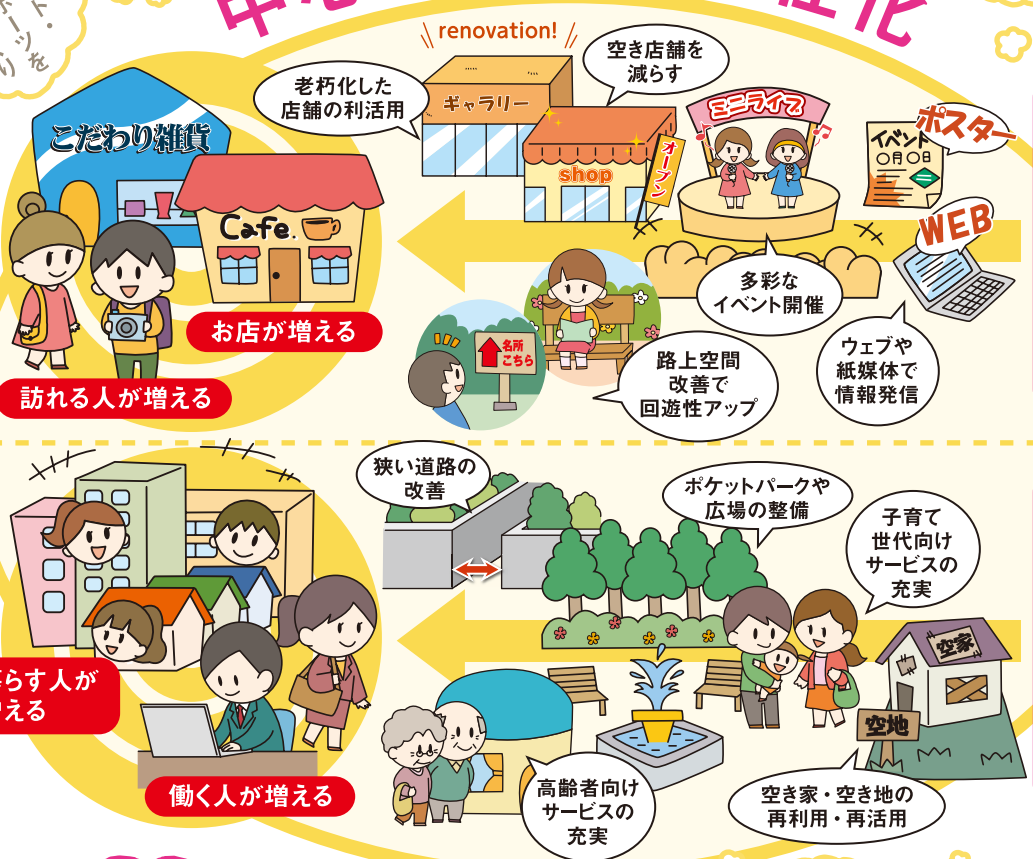 renovation!
空き店舗を
減らす
老朽化した
店舗の利活用
ギャラリー
ミニライブ
ポスター
イベント
〇月〇日
こだわり雑貨
オープン
shop
Cafe.
WEB
多彩な
イベント開催
お店が増える
名所
こちら
路上空間
改善で
回遊性アップ
ウェブや
紙媒体で
情報発信
訪れる人が増える
狭い道路の
改善
ポケットパークや
広場の整備
子育て
世代向け
サービスの
充実
空家
らす人が
える
空地
働く人が増える
高齢者向け
サービスの
充実
空き家・空き地の
再利用・再活用